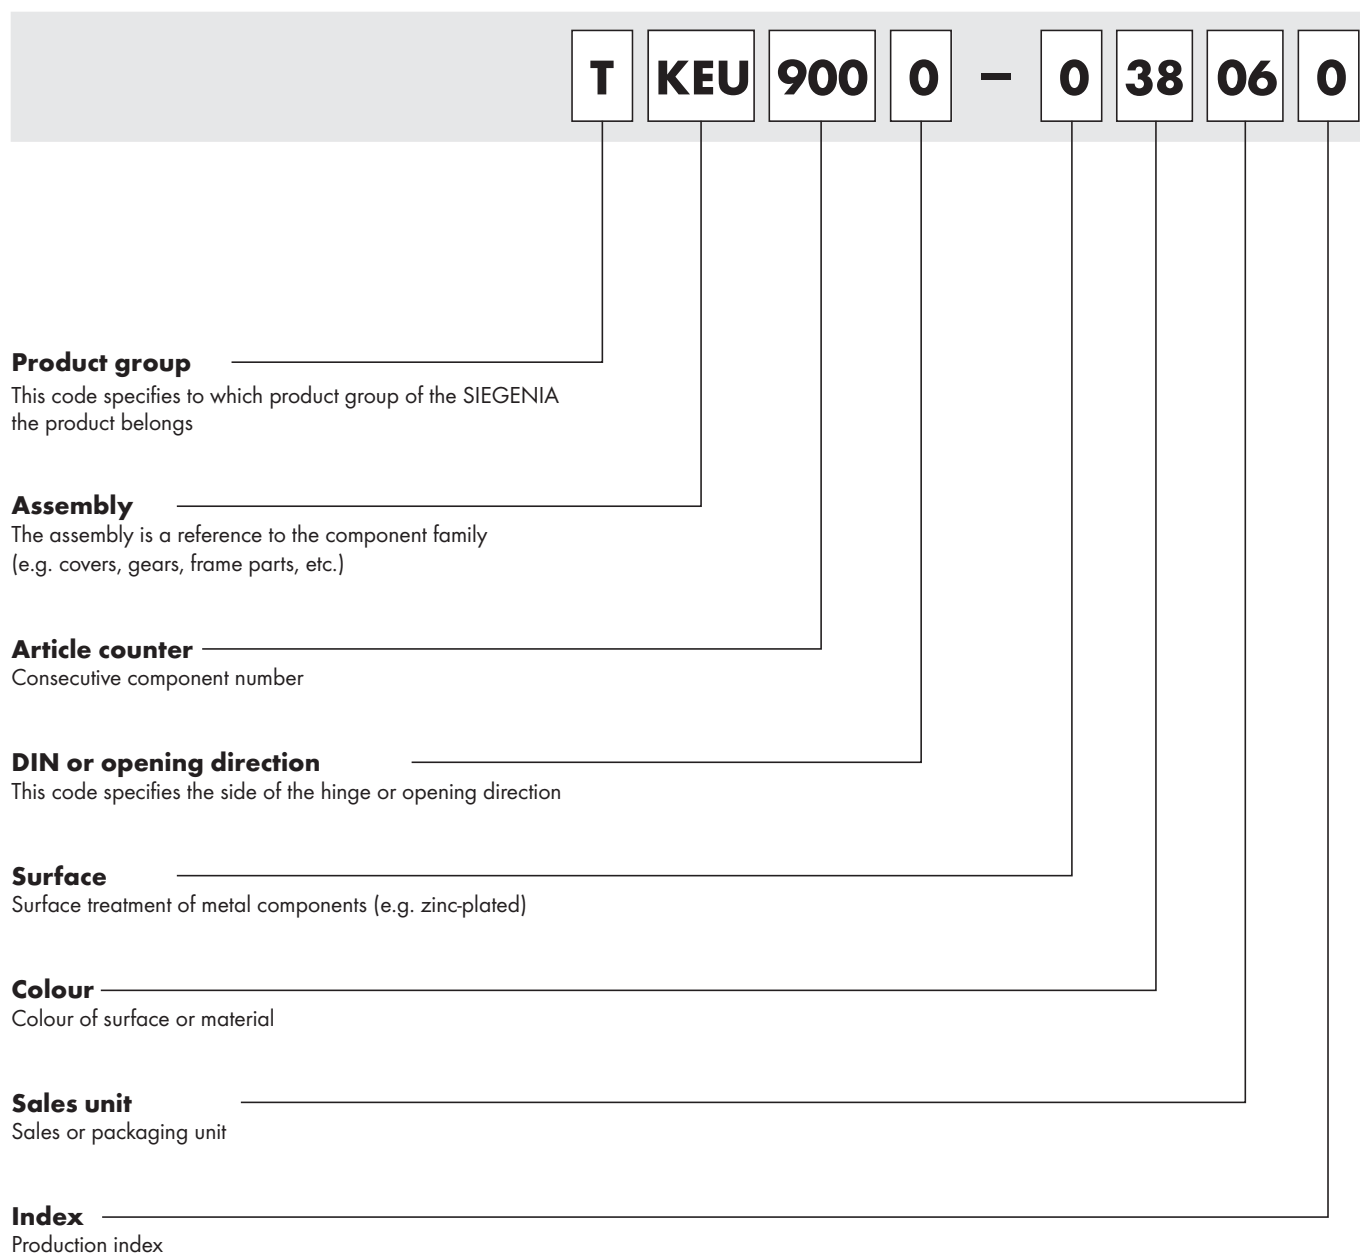 T KEU 900 0 – 0 38 06 0
Product group
This code specifies to which product group of the SIEGENIA
the product belongs
Assembly
The assembly is a reference to the component family
(e.g. covers, gears, frame parts, etc.)
Article counter
Consecutive component number
DIN or opening direction
This code specifies the side of the hinge or opening direction
Surface
Surface treatment of metal components (e.g. zinc-plated)
Colour
Colour of surface or material
Sales unit
Sales or packaging unit
Index
Production index